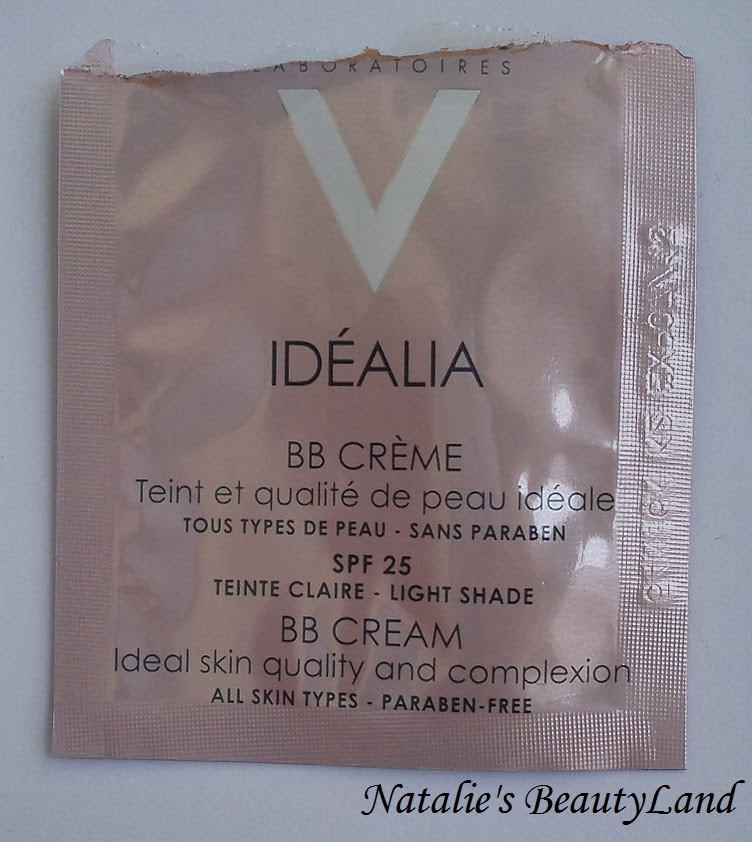 LABORATOIRES
V
IDÉALIA
BB CRÈME
Teint et qualité de peau idéale
TOUS TYPES DE PEAU - SANS PARABEN
SPF 25
TEINTE CLAIRE - LIGHT SHADE
BB CREAM
Ideal skin quality and complexion
ALL SKIN TYPES - PARABEN-FREE
Natalie's BeautyLand